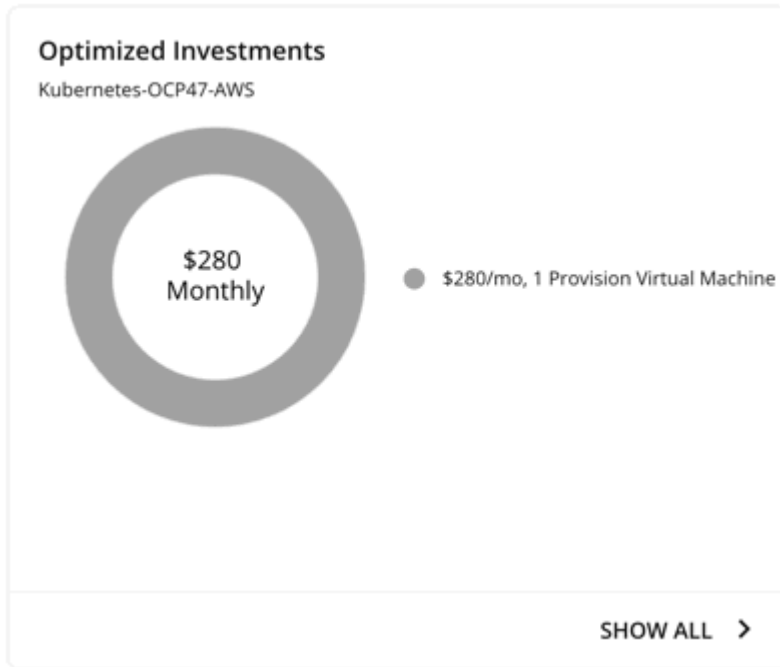 Optimized Investments
Kubernetes-OCP47-AWS
$280
Monthly
$280/mo, 1 Provision Virtual Machine
SHOW ALL